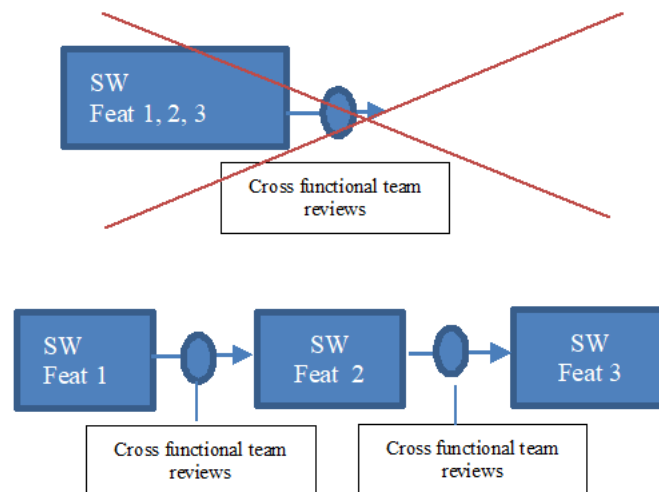 SW
Feat 1, 2, 3
Cross functional team
reviews
SW
Feat 1
SW
Feat 2
SW
Feat 3
Cross functional team
reviews
Cross functional team
reviews